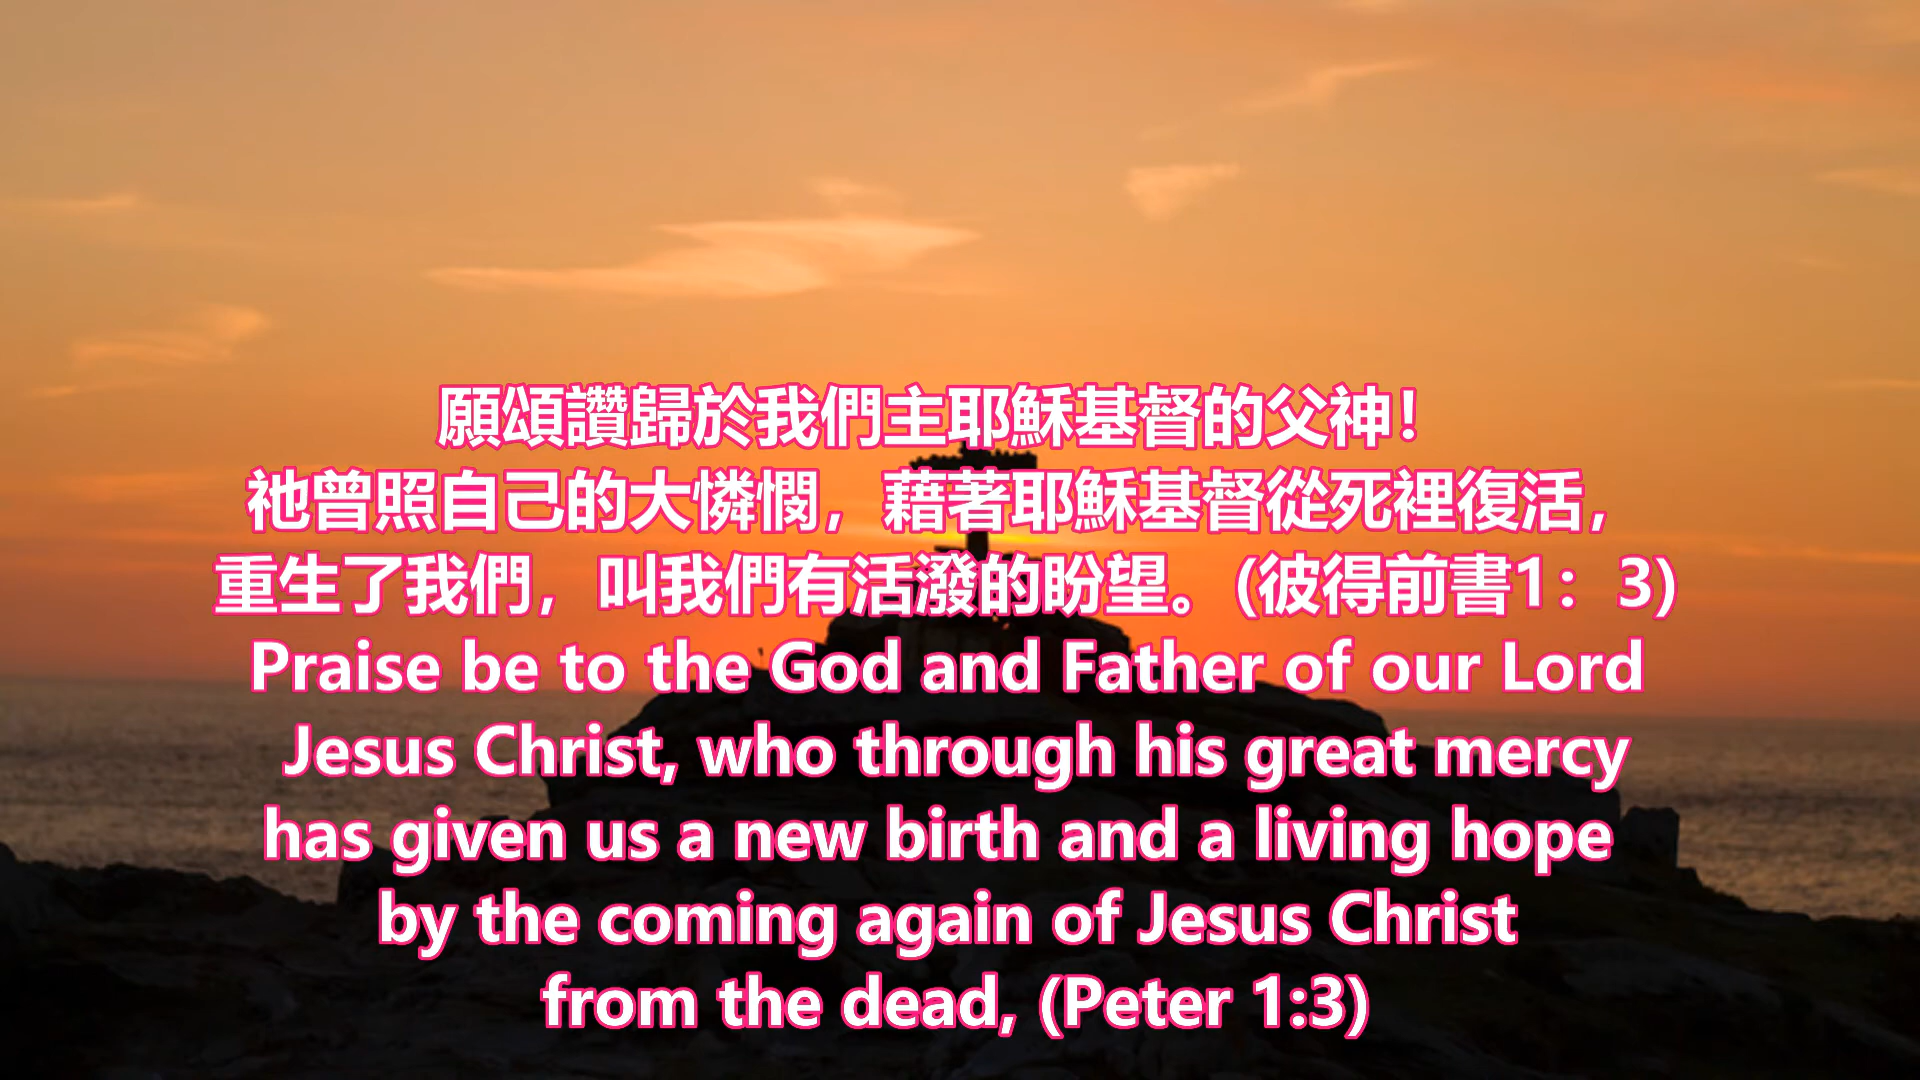 願頌讚歸於我們主耶穌基督的父神！
祂曾照自己的大憐憫，藉著耶穌基督從死裡復活，
重生了我們，叫我們有活潑的盼望。(彼得前書1：3)
Praise be to the God and Father of our Lord
Jesus Christ, who through his great mercy
has given us a new birth and a living hope
by the coming again of Jesus Christ
from the dead, (Peter 1:3)